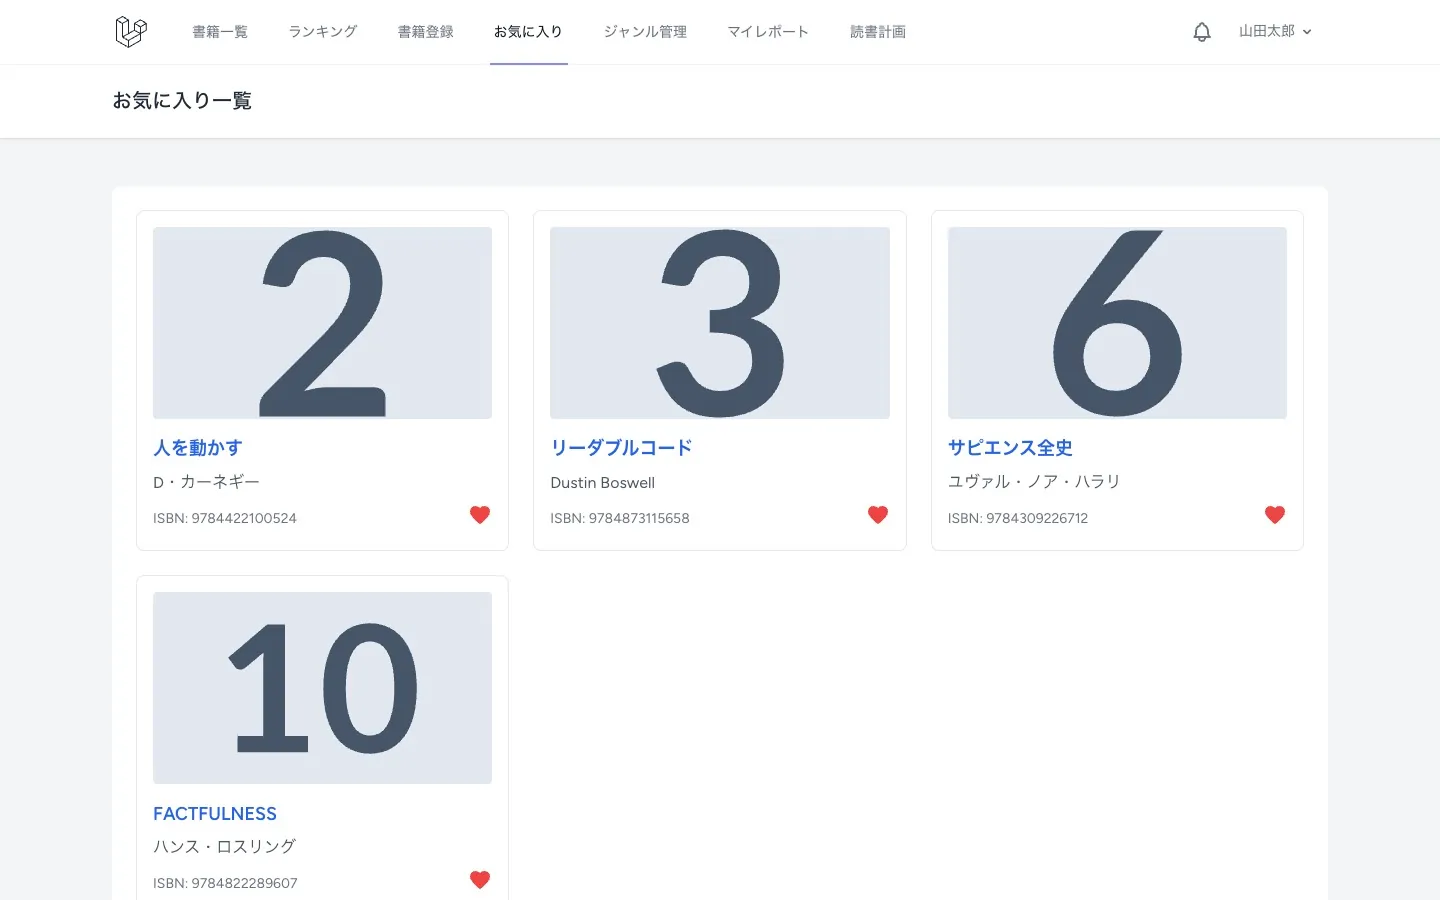 書籍一覧 ランキング 書籍登録 お気に入り ジャンル管理 マイレポート 読書計画 山田太郎
お気に入り一覧
2 3 6
人を動かす リーダブルコード サピエンス全史
D・カーネギー Dustin Boswell ユヴァル・ノア・ハラリ
ISBN: 9784422100524 ISBN: 9784873115658 ISBN: 9784309226712
10
FACTFULNESS
ハンス・ロスリング
ISBN: 9784822289607